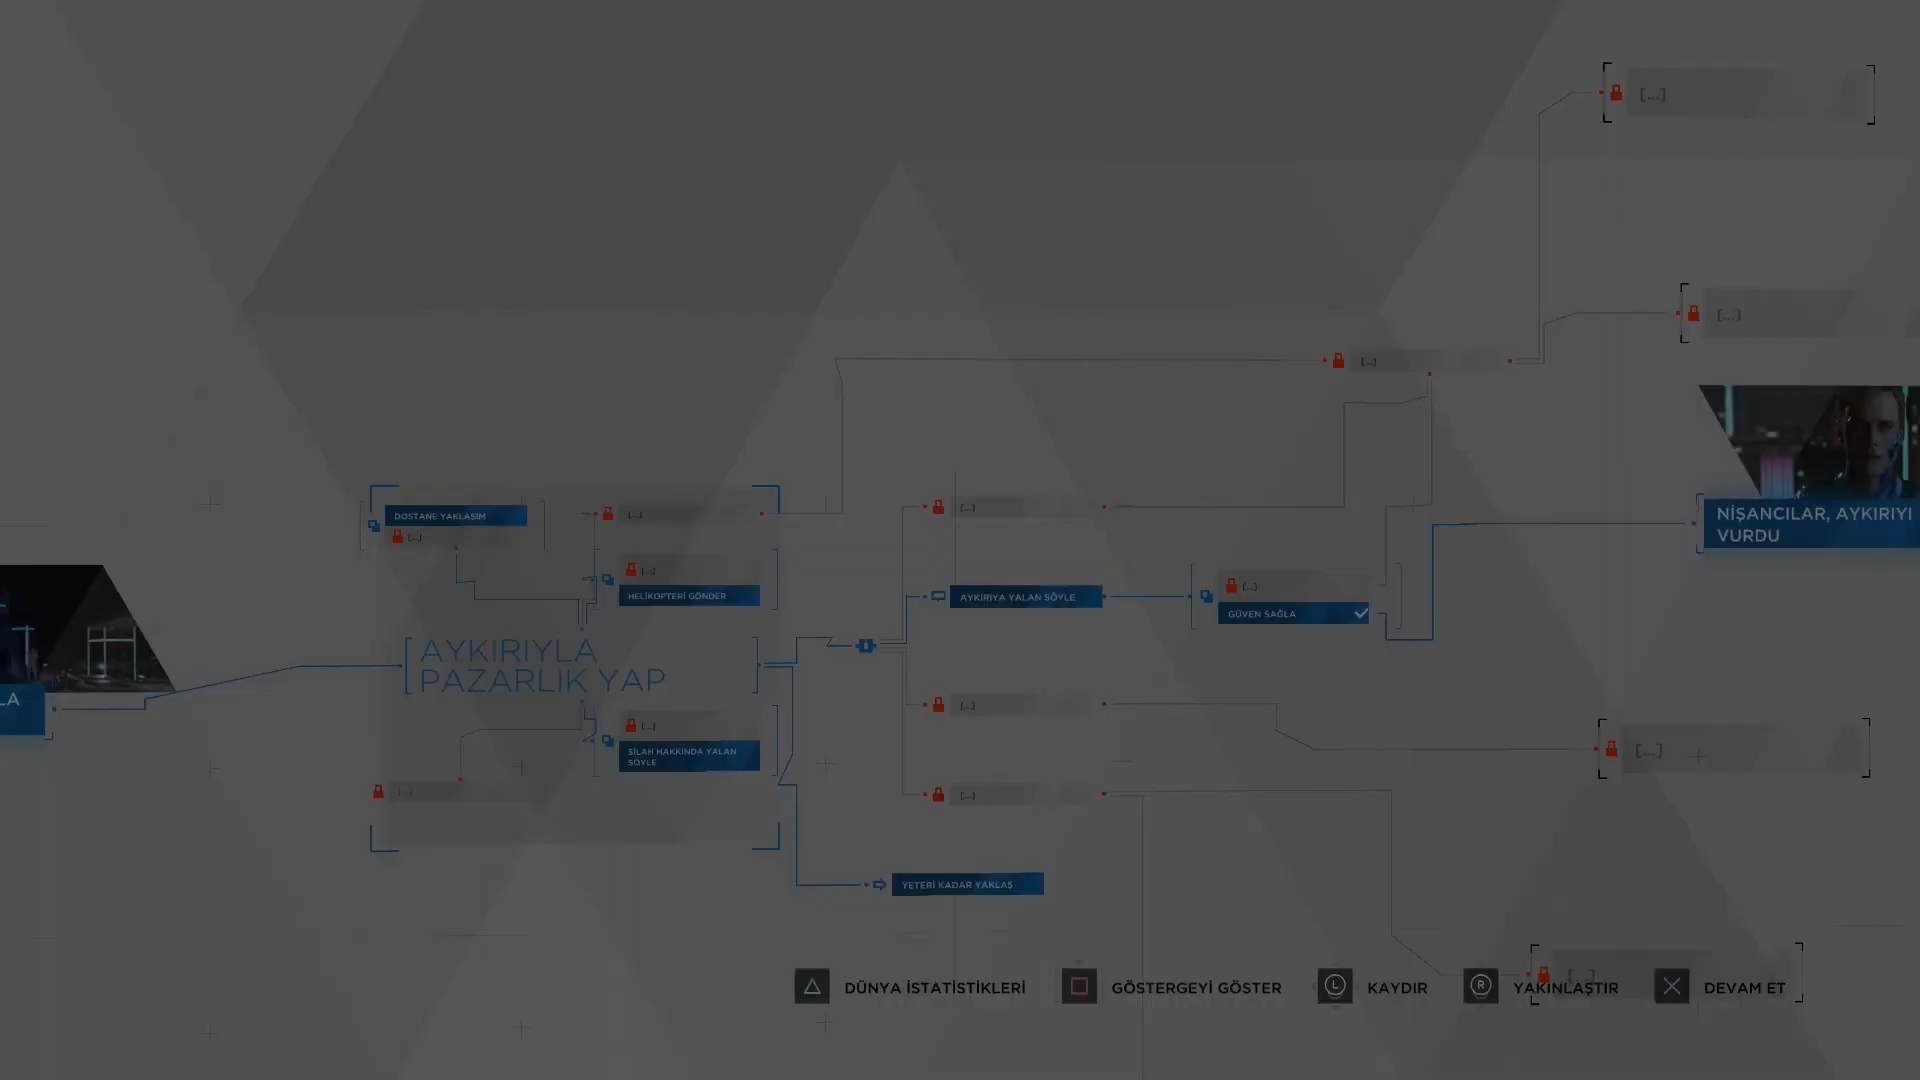 [...]
[...]
[...]
NİŞANCILAR, AYKIRIYI
VURDU
DOSTANE YAKLAŞIM
[...]
[...]
[...]
HELİKOPTERİ GÖNDER
[...]
AYKIRIYA YALAN SÖYLE
[...]
GÜVEN SAĞLA
AYKIRIYLA
PAZARLIK YAP
LA
[...]
SİLAH HAKKINDA YALAN
SÖYLE
[...]
[...]
[...]
[...]
YETERİ KADAR YAKLAŞ
[...]
DÜNYA İSTATİSTİKLERİ
GÖSTERGEYİ GÖSTER
L
KAYDIR
R
YAKINLAŞTIR
DEVAM ET